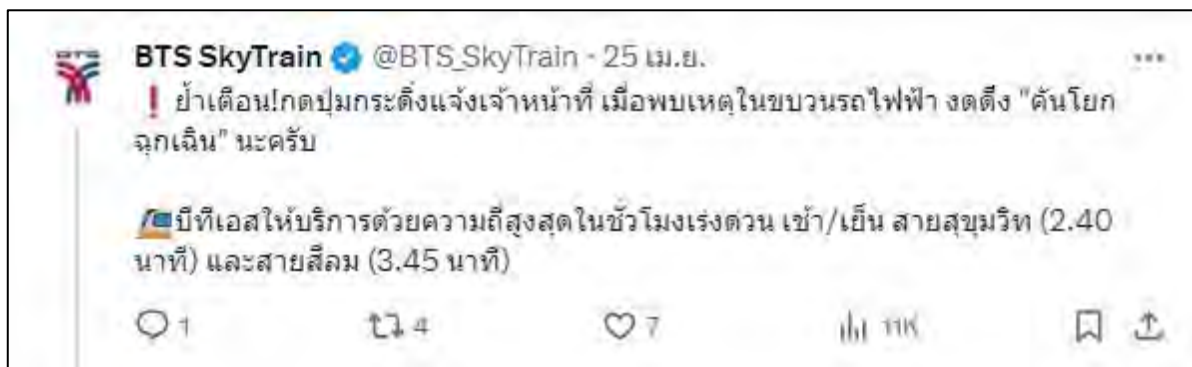 BTS SkyTrain @BTS_SkyTrain · 25 เม.ย.
❗ ย้ำเตือน!กดปุ่มกระดิ่งแจ้งเจ้าหน้าที่ เมื่อพบเหตุในขบวนรถไฟฟ้า งดดึง "คันโยก
ฉุกเฉิน" นะครับ
บีทีเอสให้บริการด้วยความถี่สูงสุดในชั่วโมงเร่งด่วน เช้า/เย็น สายสุขุมวิท (2.40
นาที) และสายสีลม (3.45 นาที)
1 4 7